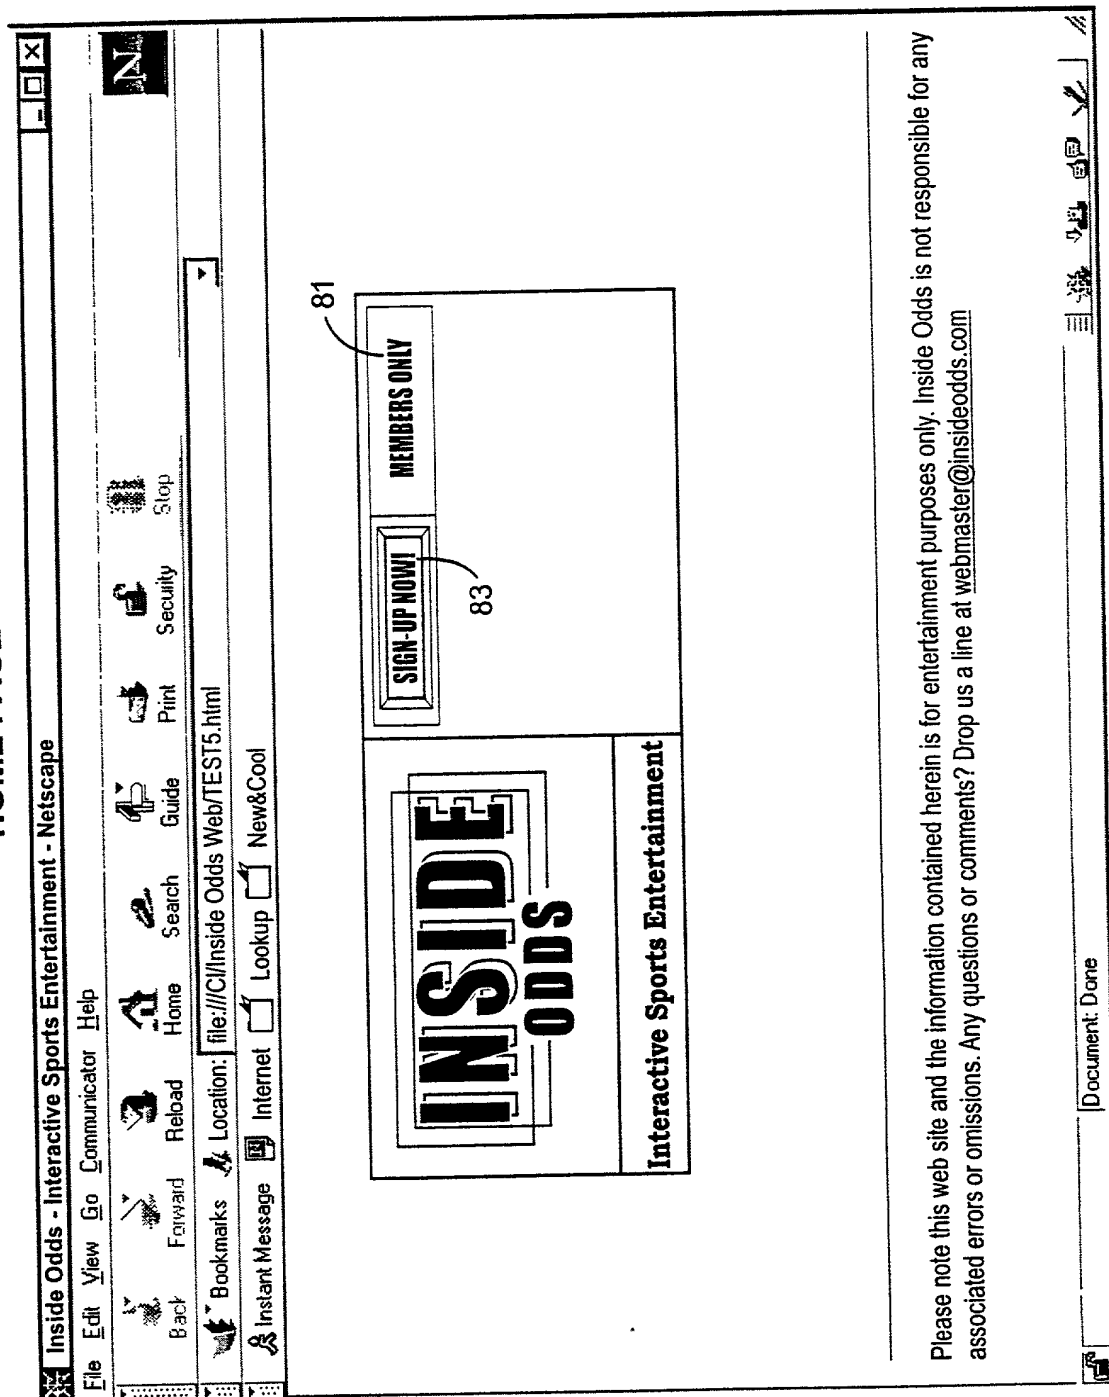 Inside Odds - Interactive Sports Entertainment - Netscape
File Edit View Go Communicator Help
N
Back Forward Reload Home Search Guide Print Security Stop
Bookmarks Location: file:///C|/Inside Odds Web/TEST5.html
Instant Message Internet Lookup New&Cool
81
SIGN-UP NOW! MEMBERS ONLY
83
INSIDE
ODDS
Interactive Sports Entertainment
Please note this web site and the information contained herein is for entertainment purposes only. Inside Odds is not responsible for any
associated errors or omissions. Any questions or comments? Drop us a line at webmaster@insideodds.com
Document: Done